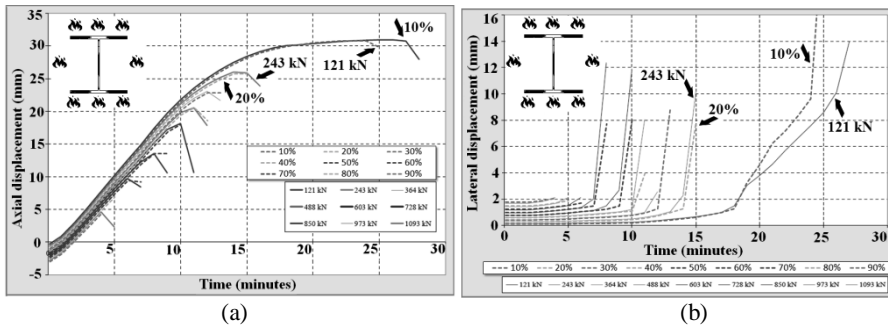 Axial displacement (mm)
35
30
25
20
15
10
5
0
-5
10%
243 kN
121 kN
20%
10% 20% 30%
40% 50% 60%
70% 80% 90%
121 kN 243 kN 364 kN
488 kN 603 kN 728 kN
850 kN 973 kN 1093 kN
5 10 15 20 25 30
Time (minutes)
(a)
Lateral displacement (mm)
16
14
12
10
8
6
4
2
0
10%
243 kN
20%
121 kN
0 5 10 15 20 25 30
Time (minutes)
10% 20% 30% 40% 50% 60% 70% 80% 90%
121 kN 243 kN 364 kN 488 kN 603 kN 728 kN 850 kN 973 kN 1093 kN
(b)